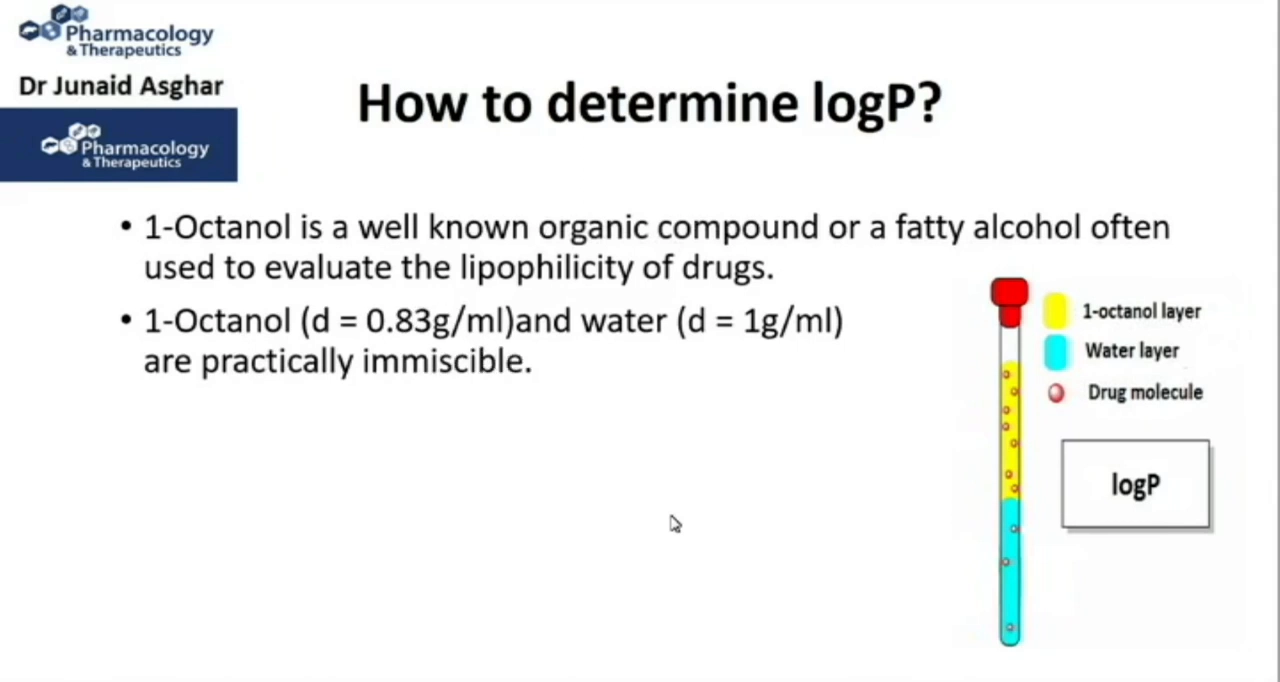 Pharmacology
& Therapeutics
Dr Junaid Asghar
Pharmacology
& Therapeutics
How to determine logP?
• 1-Octanol is a well known organic compound or a fatty alcohol often
used to evaluate the lipophilicity of drugs.
• 1-Octanol (d = 0.83g/ml)and water (d = 1g/ml)
are practically immiscible.
1-octanol layer
Water layer
Drug molecule
logP